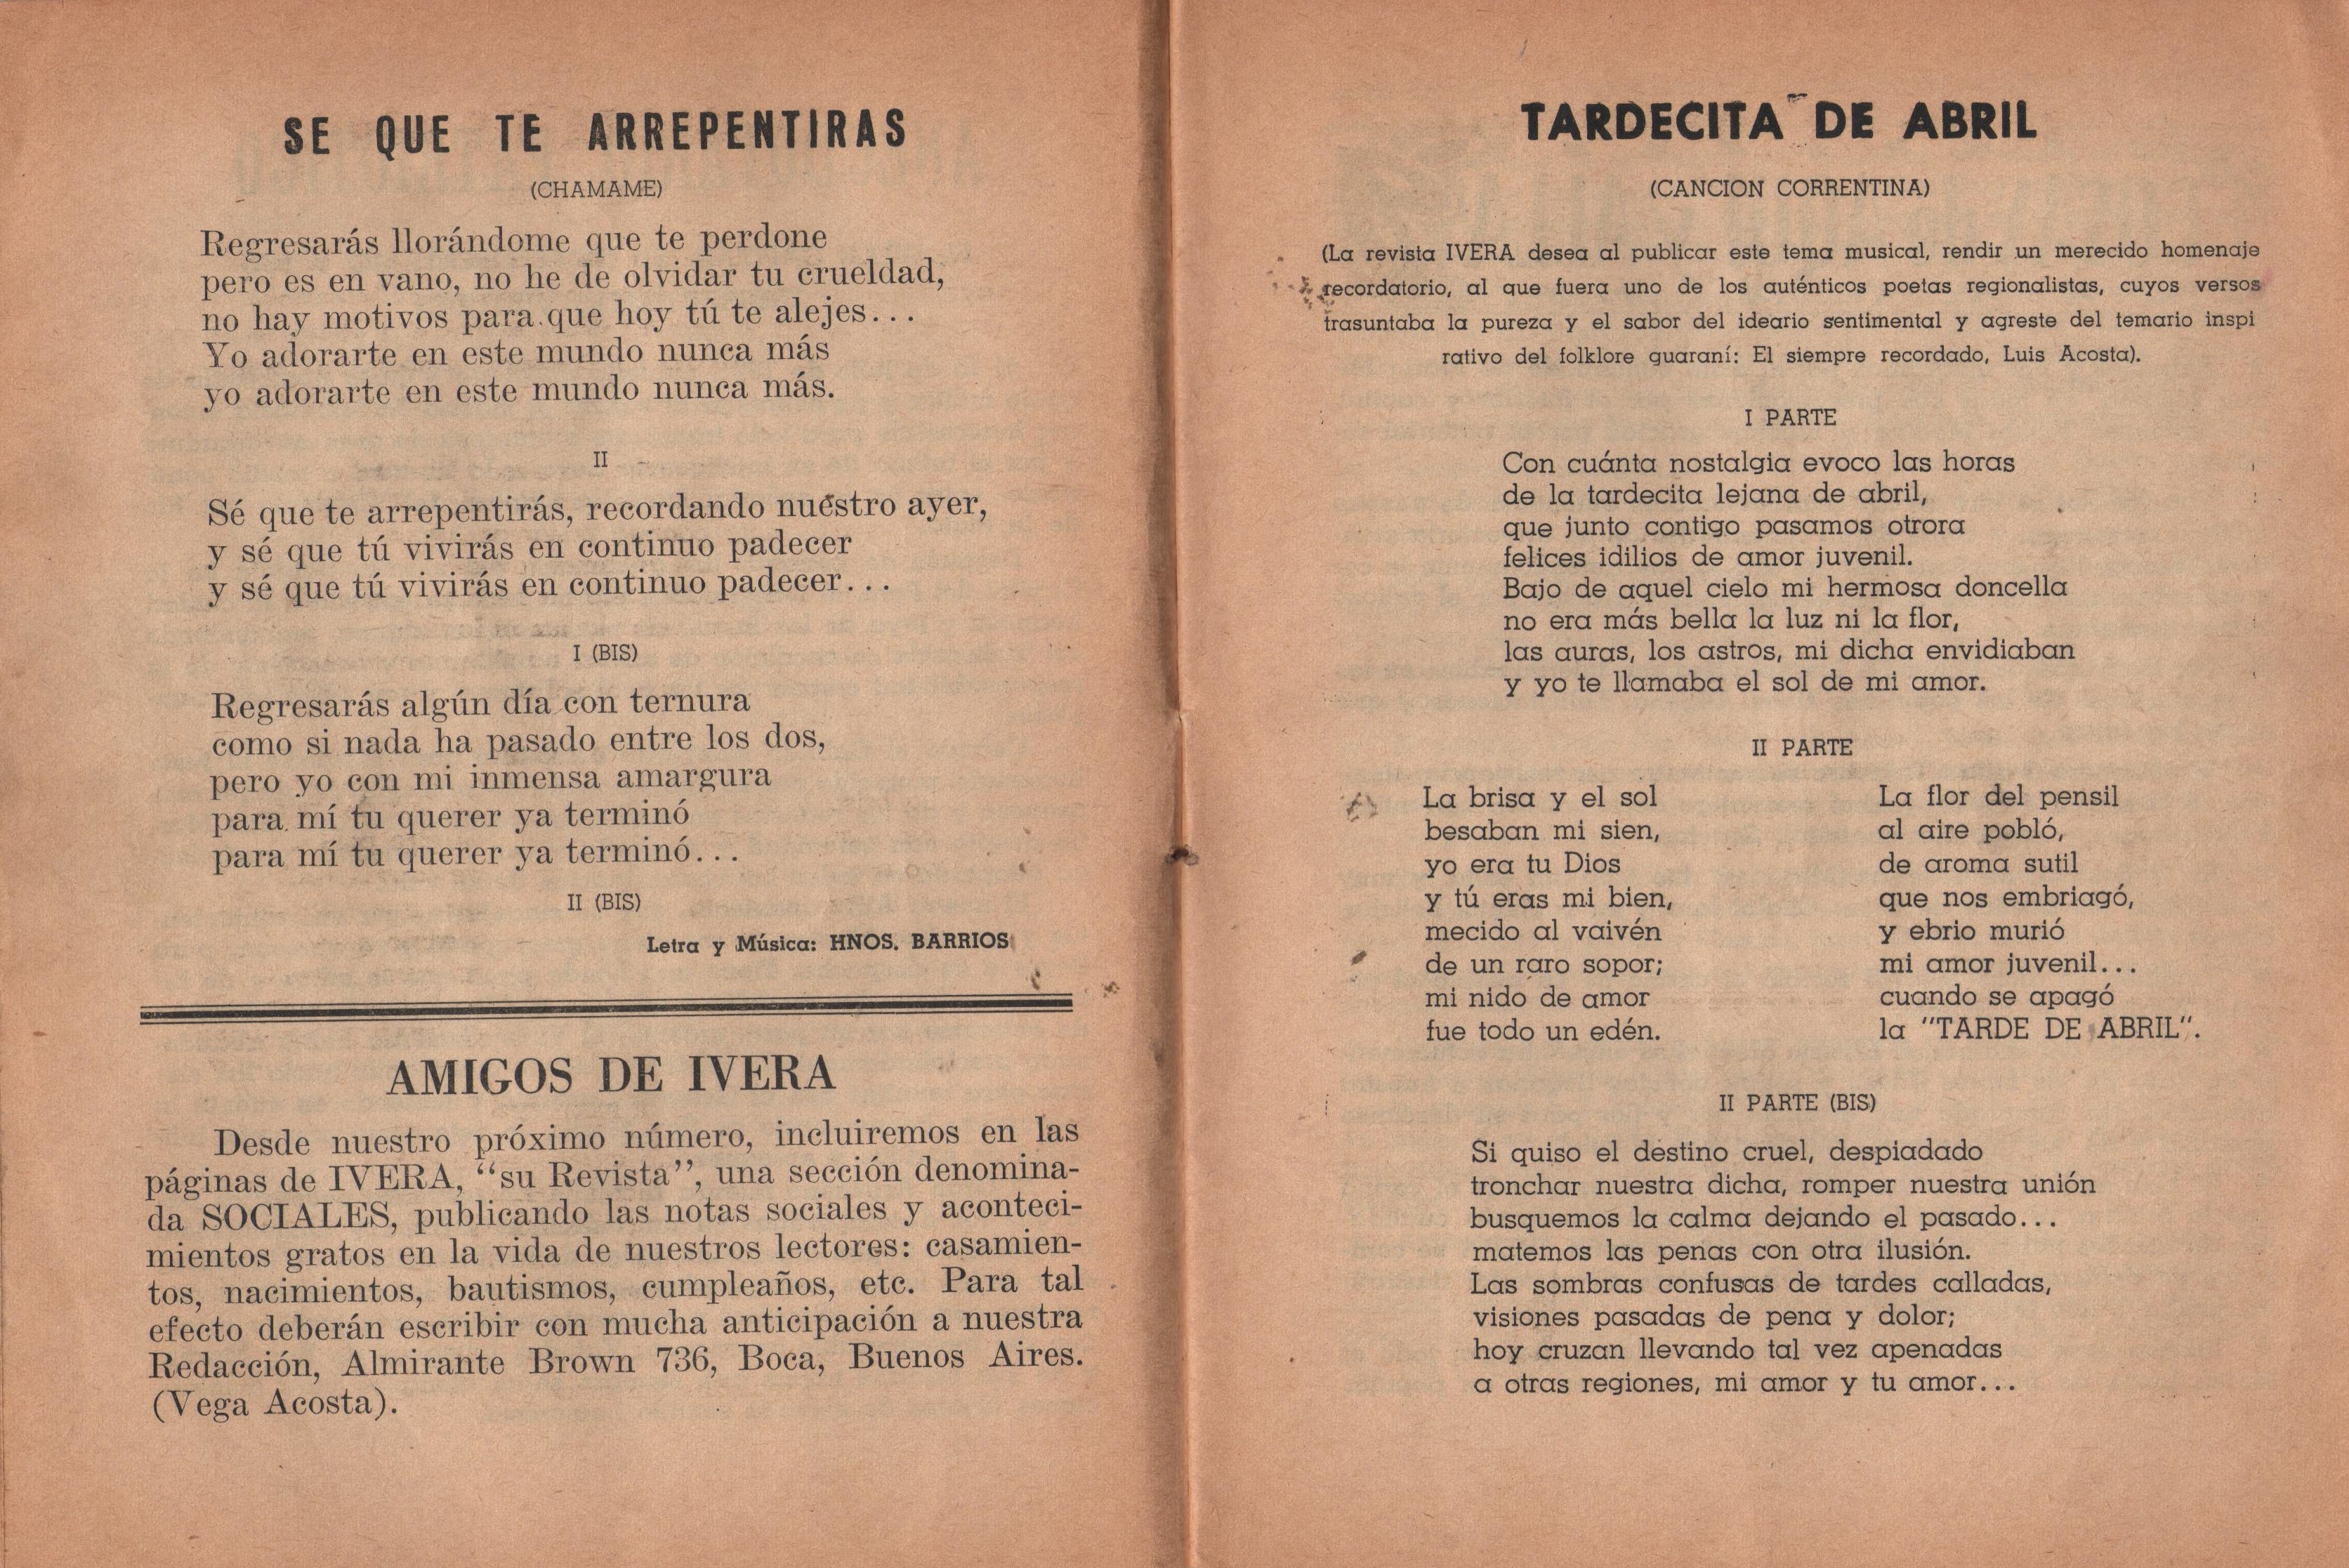 SE QUE TE ARREPENTIRAS
(CHAMAME)
Regresarás llorándome que te perdone
pero es en vano, no he de olvidar tu crueldad,
no hay motivos para que hoy tú te alejes...
Yo adorarte en este mundo nunca más
yo adorarte en este mundo nunca más.
II
Sé que te arrepentirás, recordando nuestro ayer,
y sé que tú vivirás en continuo padecer
y sé que tú vivirás en continuo padecer...
I (BIS)
Regresarás algún día con ternura
como si nada ha pasado entre los dos,
pero yo con mi inmensa amargura
para mí tu querer ya terminó
para mí tu querer ya terminó...
II (BIS)
Letra y Música: HNOS. BARRIOS
AMIGOS DE IVERA
Desde nuestro próximo número, incluiremos en las
páginas de IVERA, "su Revista", una sección denomina-
da SOCIALES, publicando las notas sociales y aconteci-
mientos gratos en la vida de nuestros lectores: casamien-
tos, nacimientos, bautismos, cumpleaños, etc. Para tal
efecto deberán escribir con mucha anticipación a nuestra
Redacción, Almirante Brown 736, Boca, Buenos Aires.
(Vega Acosta).
TARDECITA DE ABRIL
(CANCION CORRENTINA)
(La revista IVERA desea al publicar este tema musical, rendir un merecido homenaje
recordatorio, al que fuera uno de los auténticos poetas regionalistas, cuyos versos
trasuntaba la pureza y el sabor del ideario sentimental y agreste del temario inspi
rativo del folklore guaraní: El siempre recordado, Luis Acosta).
I PARTE
Con cuánta nostalgia evoco las horas
de la tardecita lejana de abril,
que junto contigo pasamos otrora
felices idilios de amor juvenil.
Bajo de aquel cielo mi hermosa doncella
no era más bella la luz ni la flor,
las auras, los astros, mi dicha envidiaban
y yo te llamaba el sol de mi amor.
II PARTE
La brisa y el sol
besaban mi sien,
yo era tu Dios
y tú eras mi bien,
mecido al vaivén
de un raro sopor;
mi nido de amor
fue todo un edén.
La flor del pensil
al aire pobló,
de aroma sutil
que nos embriagó,
y ebrio murió
mi amor juvenil...
cuando se apagó
la "TARDE DE ABRIL".
II PARTE (BIS)
Si quiso el destino cruel, despiadado
tronchar nuestra dicha, romper nuestra unión
busquemos la calma dejando el pasado...
matemos las penas con otra ilusión.
Las sombras confusas de tardes calladas,
visiones pasadas de pena y dolor;
hoy cruzan llevando tal vez apenadas
a otras regiones, mi amor y tu amor...